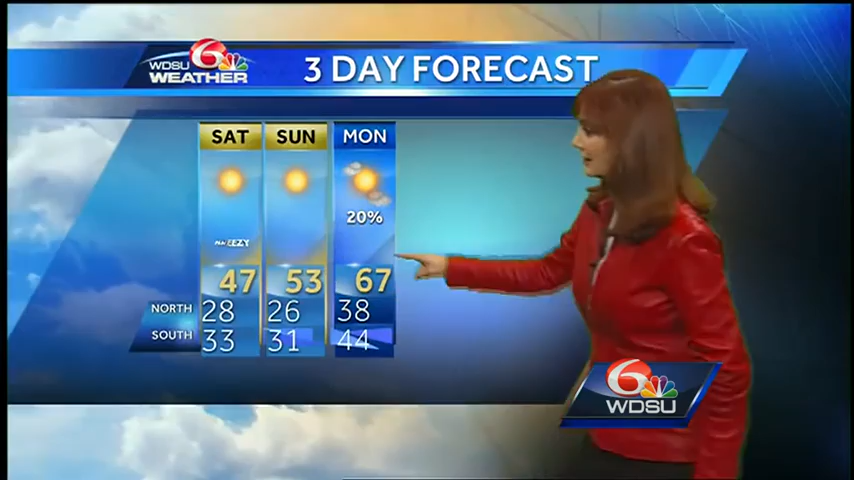 6
WDSU
WEATHER
3 DAY FORECAST
SAT SUN MON
20%
47 53 67
NORTH 28 26 38
SOUTH 33 31 44
6
WDSU